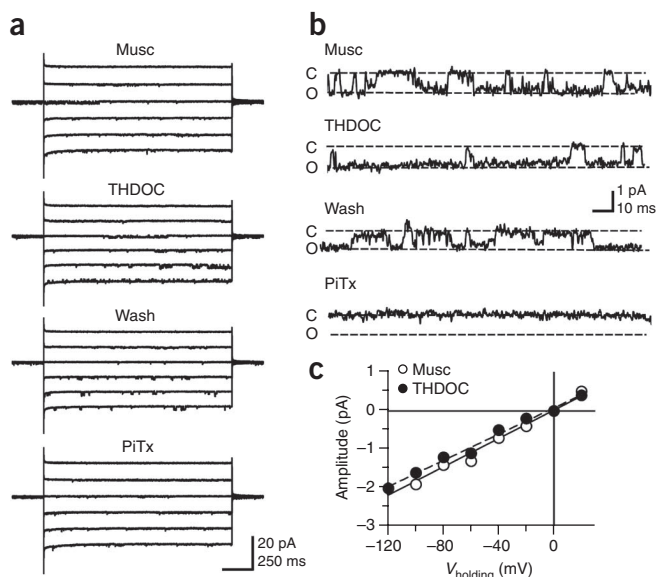 a
Musc
THDOC
Wash
PiTx
20 pA
250 ms
b
Musc
C
O
THDOC
C
O
1 pA
10 ms
Wash
C
O
PiTx
C
O
c
Musc
THDOC
Amplitude (pA)
1
0
−1
−2
−3
−120
−80
−40
0
Vholding (mV)